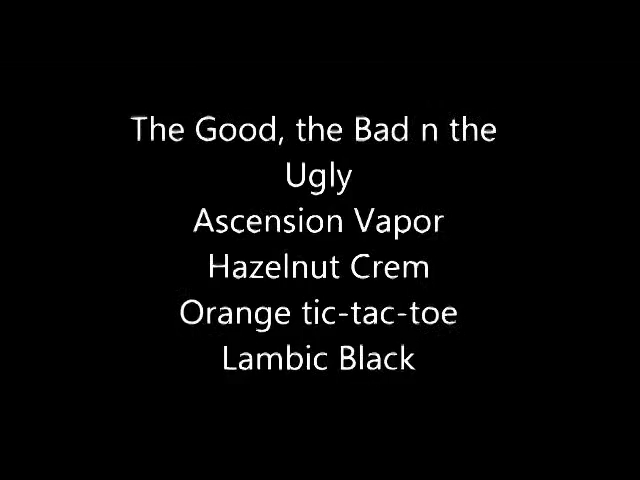 The Good, the Bad n the
Ugly
Ascension Vapor
Hazelnut Crem
Orange tic-tac-toe
Lambic Black